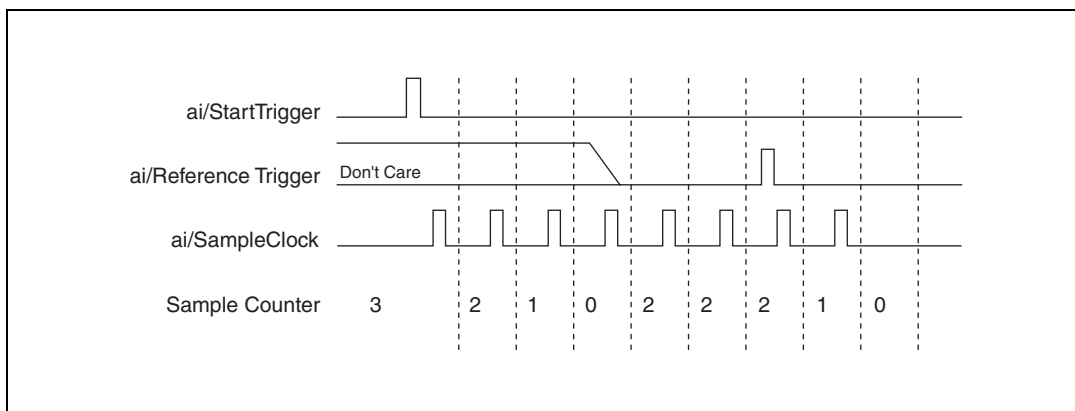 ai/StartTrigger
ai/Reference Trigger Don't Care
ai/SampleClock
Sample Counter 3 2 1 0 2 2 2 1 0